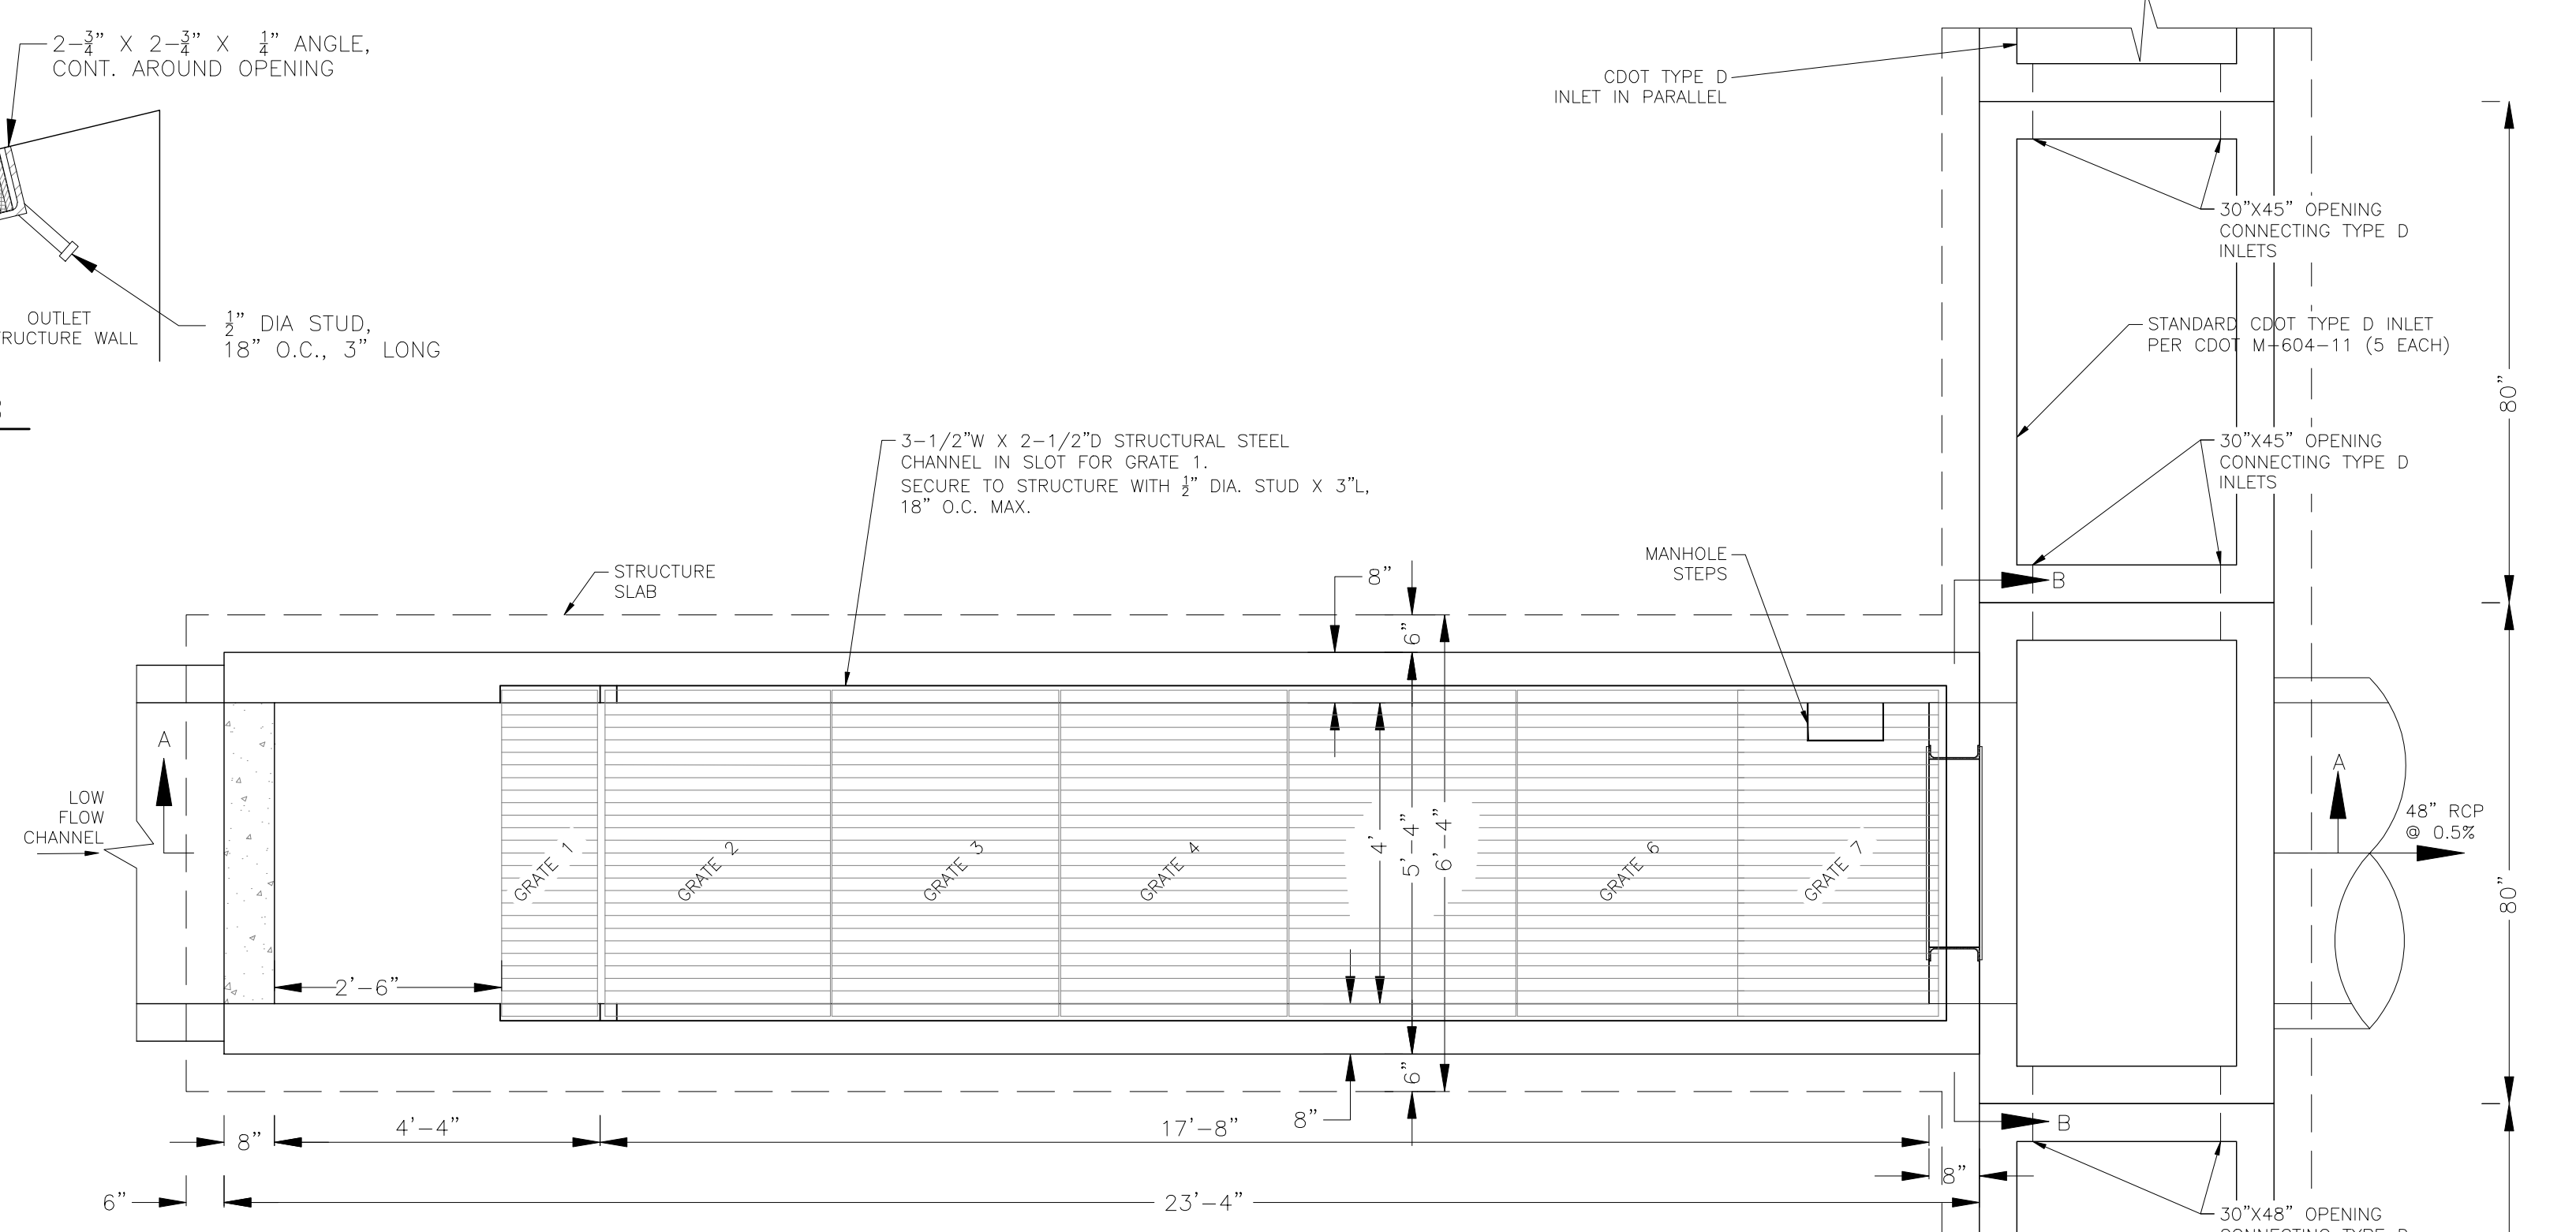 2-3/4" X 2-3/4" X 1/4" ANGLE,
CONT. AROUND OPENING
OUTLET
RUCTURE WALL
1/2" DIA STUD,
18" O.C., 3" LONG
CDOT TYPE D
INLET IN PARALLEL
30"X45" OPENING
CONNECTING TYPE D
INLETS
STANDARD CDOT TYPE D INLET
PER CDOT M-604-11 (5 EACH)
80"
30"X45" OPENING
CONNECTING TYPE D
INLETS
3-1/2"W X 2-1/2"D STRUCTURAL STEEL
CHANNEL IN SLOT FOR GRATE 1.
SECURE TO STRUCTURE WITH 1/2" DIA. STUD X 3"L,
18" O.C. MAX.
STRUCTURE
SLAB
MANHOLE
STEPS
8"
6"
B
A
LOW
FLOW
CHANNEL
GRATE 1
GRATE 2
GRATE 3
GRATE 4
4'
5'-4"
6'-4"
GRATE 6
GRATE 7
A
48" RCP
@ 0.5%
80"
2'-6"
6"
8"
B
8"
4'-4"
17'-8"
8"
6"
23'-4"
30"X48" OPENING
CONNECTING TYPE D